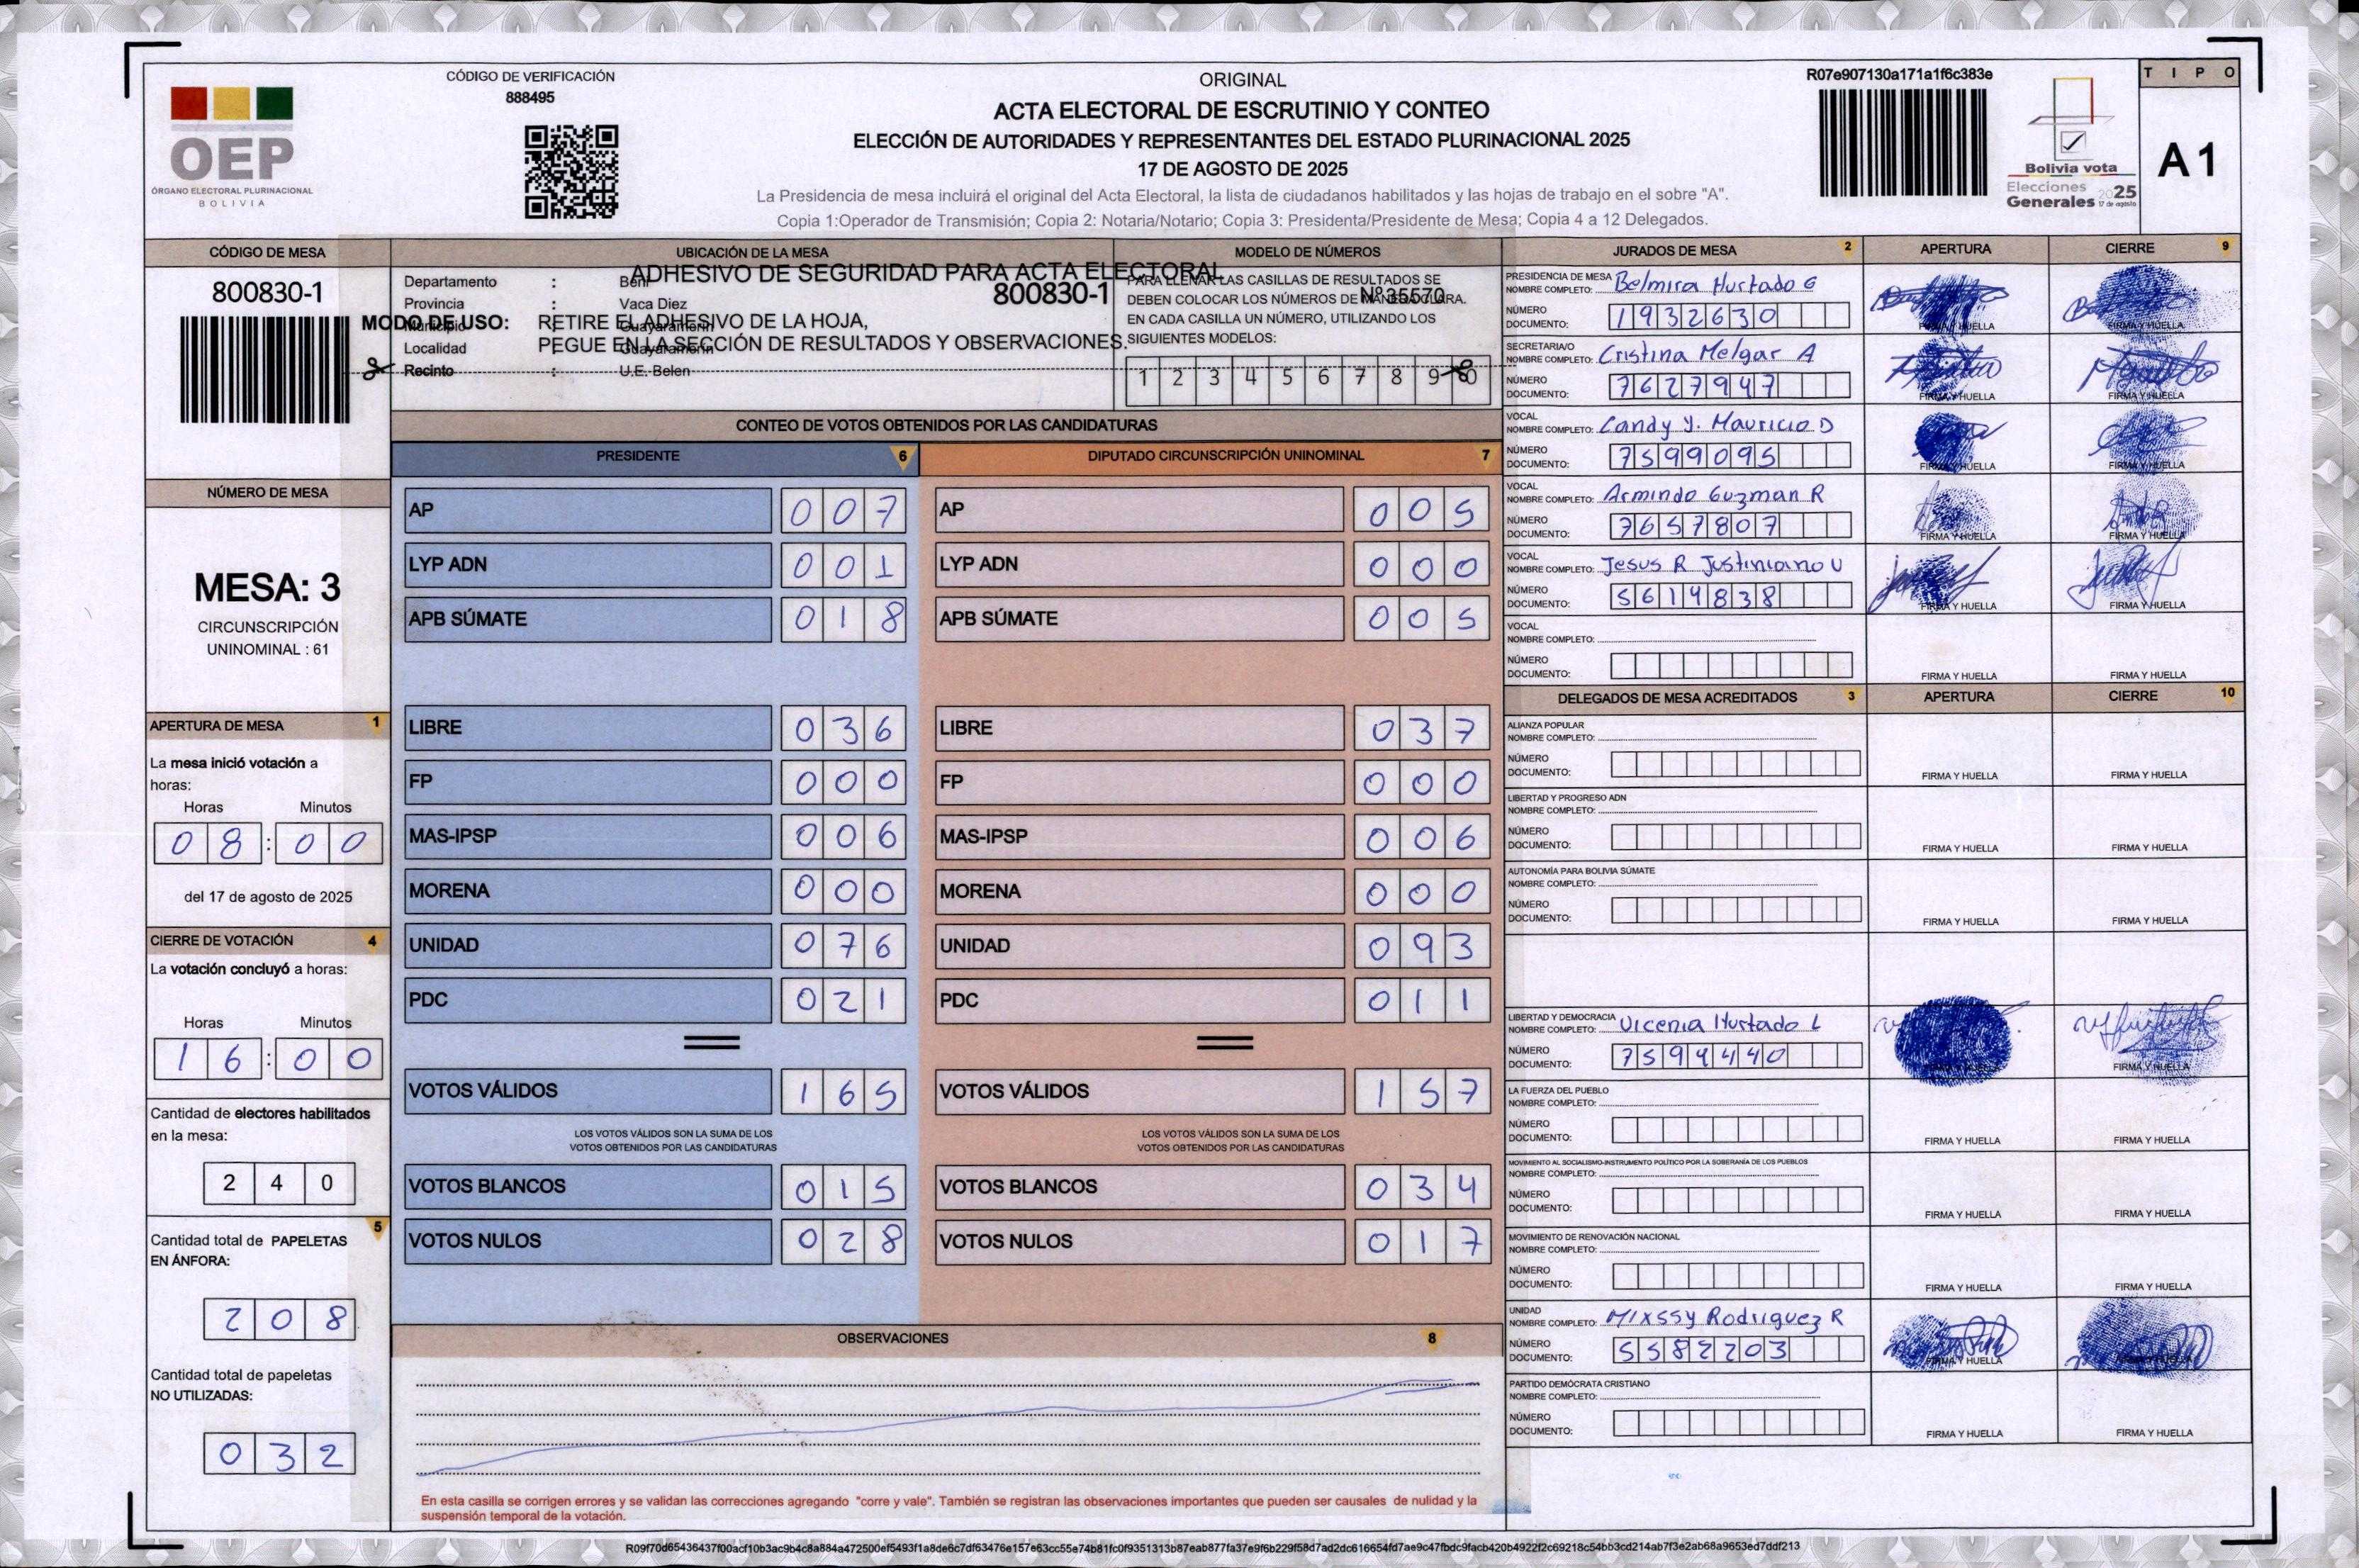 CÓDIGO DE VERIFICACIÓN
888495
OEP
ÓRGANO ELECTORAL PLURINACIONAL
BOLIVIA
ORIGINAL
ACTA ELECTORAL DE ESCRUTINIO Y CONTEO
ELECCIÓN DE AUTORIDADES Y REPRESENTANTES DEL ESTADO PLURINACIONAL 2025
17 DE AGOSTO DE 2025
La Presidencia de mesa incluirá el original del Acta Electoral, la lista de ciudadanos habilitados y las hojas de trabajo en el sobre "A".
Copia 1:Operador de Transmisión; Copia 2: Notaria/Notario; Copia 3: Presidenta/Presidente de Mesa; Copia 4 a 12 Delegados.
R07e907130a171a1f6c383e
Bolivia vota
Elecciones
Generales 2025
17 de agosto
TIPO
A1
CÓDIGO DE MESA
800830-1
NÚMERO DE MESA
MESA: 3
CIRCUNSCRIPCIÓN
UNINOMINAL : 61
APERTURA DE MESA 1
La mesa inició votación a
horas:
Horas Minutos
08:00
del 17 de agosto de 2025
CIERRE DE VOTACIÓN 4
La votación concluyó a horas:
Horas Minutos
16:00
Cantidad de electores habilitados
en la mesa:
240
5
Cantidad total de PAPELETAS
EN ÁNFORA:
208
Cantidad total de papeletas
NO UTILIZADAS:
032
UBICACIÓN DE LA MESA
Departamento : Beni
Provincia : Vaca Diez
Municipio : Guayaramerín
Localidad : Guayaramerín
Recinto : U.E. Belen
ADHESIVO DE SEGURIDAD PARA ACTA ELECTORAL
800830-1 Nº35570
MODO DE USO: RETIRE EL ADHESIVO DE LA HOJA,
PEGUE EN LA SECCIÓN DE RESULTADOS Y OBSERVACIONES.
MODELO DE NÚMEROS
PARA LLENAR LAS CASILLAS DE RESULTADOS SE
DEBEN COLOCAR LOS NÚMEROS DE MANERA CLARA.
EN CADA CASILLA UN NÚMERO, UTILIZANDO LOS
SIGUIENTES MODELOS:
1 2 3 4 5 6 7 8 9 0
CONTEO DE VOTOS OBTENIDOS POR LAS CANDIDATURAS
PRESIDENTE 6
AP 007
LYP ADN 001
APB SÚMATE 018
LIBRE 036
FP 000
MAS-IPSP 006
MORENA 000
UNIDAD 076
PDC 021
VOTOS VÁLIDOS 165
LOS VOTOS VÁLIDOS SON LA SUMA DE LOS
VOTOS OBTENIDOS POR LAS CANDIDATURAS
VOTOS BLANCOS 015
VOTOS NULOS 028
DIPUTADO CIRCUNSCRIPCIÓN UNINOMINAL 7
AP 005
LYP ADN 000
APB SÚMATE 005
LIBRE 037
FP 000
MAS-IPSP 006
MORENA 000
UNIDAD 093
PDC 011
VOTOS VÁLIDOS 157
LOS VOTOS VÁLIDOS SON LA SUMA DE LOS
VOTOS OBTENIDOS POR LAS CANDIDATURAS
VOTOS BLANCOS 034
VOTOS NULOS 017
OBSERVACIONES 8
En esta casilla se corrigen errores y se validan las correcciones agregando "corre y vale". También se registran las observaciones importantes que pueden ser causales de nulidad y la
suspensión temporal de la votación.
JURADOS DE MESA 2 APERTURA CIERRE 9
PRESIDENCIA DE MESA
NOMBRE COMPLETO: Belmira Hurtado G
NÚMERO
DOCUMENTO: 1932630
FIRMA Y HUELLA FIRMA Y HUELLA
SECRETARIA/O
NOMBRE COMPLETO: Cristina Melgar A
NÚMERO
DOCUMENTO: 7627947
FIRMA Y HUELLA FIRMA Y HUELLA
VOCAL
NOMBRE COMPLETO: Candy J. Mauricio D
NÚMERO
DOCUMENTO: 7599095
FIRMA Y HUELLA FIRMA Y HUELLA
VOCAL
NOMBRE COMPLETO: Armindo Guzman R
NÚMERO
DOCUMENTO: 7657807
FIRMA Y HUELLA FIRMA Y HUELLA
VOCAL
NOMBRE COMPLETO: Jesus R Justiniano U
NÚMERO
DOCUMENTO: 5619838
FIRMA Y HUELLA FIRMA Y HUELLA
VOCAL
NOMBRE COMPLETO:
NÚMERO
DOCUMENTO:
FIRMA Y HUELLA FIRMA Y HUELLA
DELEGADOS DE MESA ACREDITADOS 3 APERTURA CIERRE 10
ALIANZA POPULAR
NOMBRE COMPLETO:
NÚMERO
DOCUMENTO:
FIRMA Y HUELLA FIRMA Y HUELLA
LIBERTAD Y PROGRESO ADN
NOMBRE COMPLETO:
NÚMERO
DOCUMENTO:
FIRMA Y HUELLA FIRMA Y HUELLA
AUTONOMÍA PARA BOLIVIA SÚMATE
NOMBRE COMPLETO:
NÚMERO
DOCUMENTO:
FIRMA Y HUELLA FIRMA Y HUELLA
LIBERTAD Y DEMOCRACIA
NOMBRE COMPLETO: Vicenia Hurtado L
NÚMERO
DOCUMENTO: 7594440
FIRMA Y HUELLA FIRMA Y HUELLA
LA FUERZA DEL PUEBLO
NOMBRE COMPLETO:
NÚMERO
DOCUMENTO:
FIRMA Y HUELLA FIRMA Y HUELLA
MOVIMIENTO AL SOCIALISMO-INSTRUMENTO POLÍTICO POR LA SOBERANÍA DE LOS PUEBLOS
NOMBRE COMPLETO:
NÚMERO
DOCUMENTO:
FIRMA Y HUELLA FIRMA Y HUELLA
MOVIMIENTO DE RENOVACIÓN NACIONAL
NOMBRE COMPLETO:
NÚMERO
DOCUMENTO:
FIRMA Y HUELLA FIRMA Y HUELLA
UNIDAD
NOMBRE COMPLETO: Mixssy Rodriguez R
NÚMERO
DOCUMENTO: 5582203
FIRMA Y HUELLA FIRMA Y HUELLA
PARTIDO DEMÓCRATA CRISTIANO
NOMBRE COMPLETO:
NÚMERO
DOCUMENTO:
FIRMA Y HUELLA FIRMA Y HUELLA